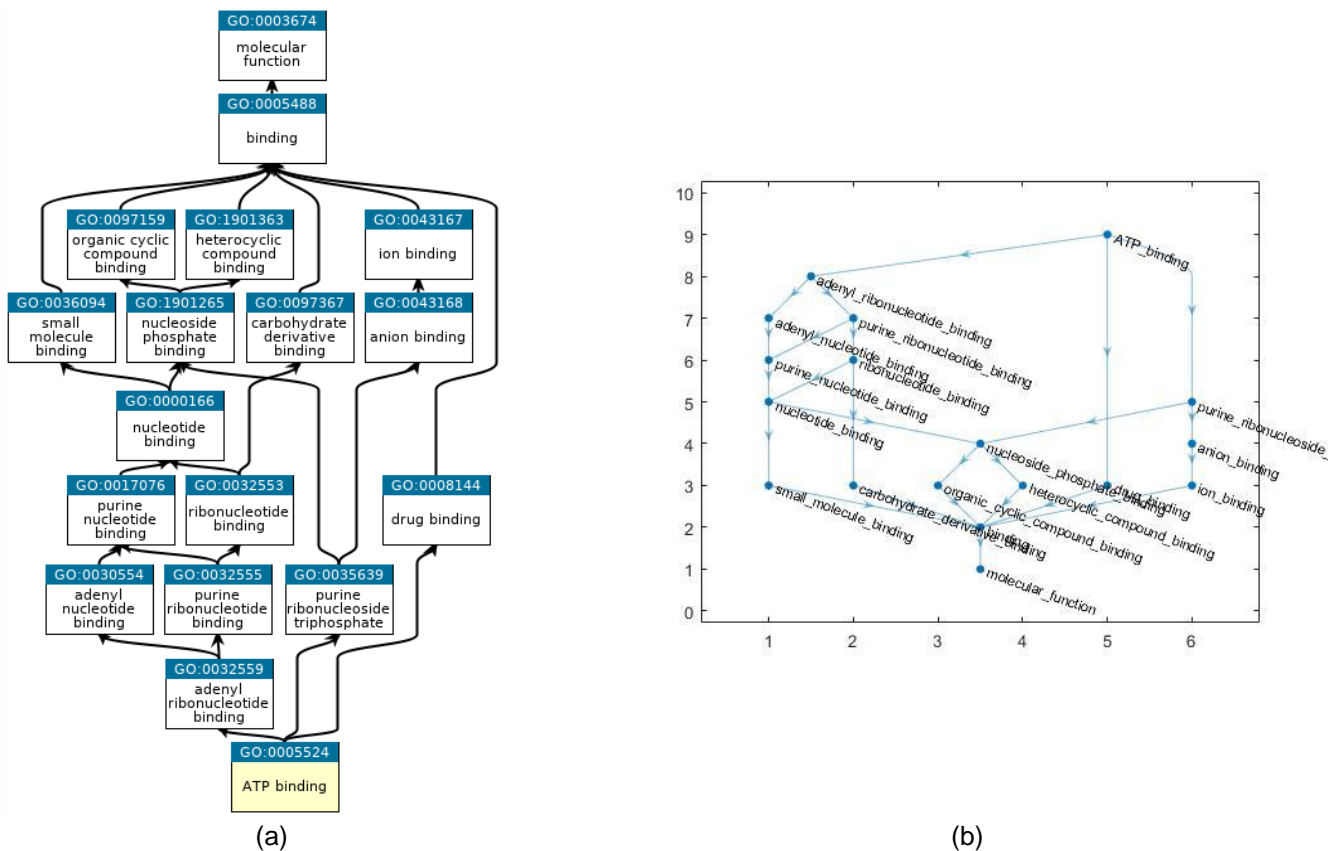 GO:0003674
molecular
function
GO:0005488
binding
GO:0097159
organic cyclic
compound
binding
GO:1901363
heterocyclic
compound
binding
GO:0043167
ion binding
GO:0036094
small
molecule
binding
GO:1901265
nucleoside
phosphate
binding
GO:0097367
carbohydrate
derivative
binding
GO:0043168
anion binding
GO:0000166
nucleotide
binding
GO:0017076
purine
nucleotide
binding
GO:0032553
ribonucleotide
binding
GO:0008144
drug binding
GO:0030554
adenyl
nucleotide
binding
GO:0032555
purine
ribonucleotide
binding
GO:0035639
purine
ribonucleoside
triphosphate
GO:0032559
adenyl
ribonucleotide
binding
GO:0005524
ATP binding
(a)
10
9
8
7
6
5
4
3
2
1
0
ATP_binding
adenyl_ribonucleotide_binding
adenyl_nucleotide_binding
purine_ribonucleotide_binding
purine_nucleotide_binding
ribonucleotide_binding
nucleotide_binding
purine_ribonucleoside_
nucleoside_phosphate_binding
anion_binding
small_molecule_binding
carbohydrate_derivative_binding
organic_cyclic_compound_binding
heterocyclic_compound_binding
drug_binding
ion_binding
binding
molecular_function
1 2 3 4 5 6
(b)